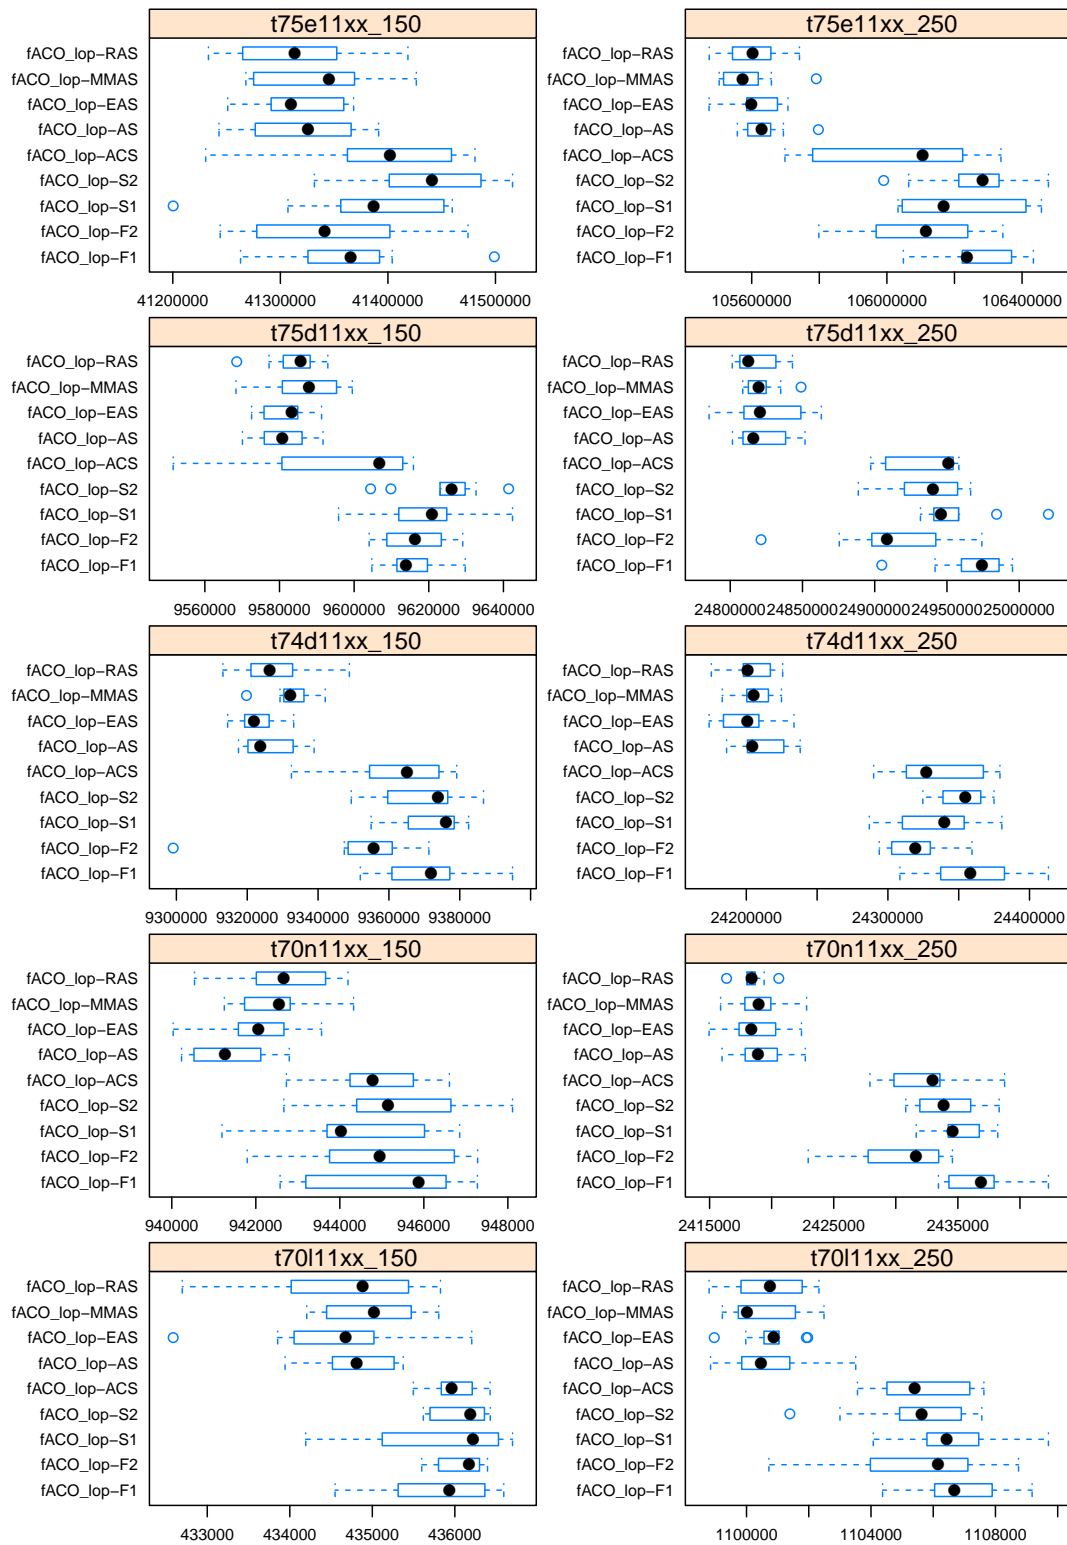 t75e11xx_150
fACO_lop−RAS
fACO_lop−MMAS
fACO_lop−EAS
fACO_lop−AS
fACO_lop−ACS
fACO_lop−S2
fACO_lop−S1
fACO_lop−F2
fACO_lop−F1
41200000 41300000 41400000 41500000
t75e11xx_250
fACO_lop−RAS
fACO_lop−MMAS
fACO_lop−EAS
fACO_lop−AS
fACO_lop−ACS
fACO_lop−S2
fACO_lop−S1
fACO_lop−F2
fACO_lop−F1
105600000 106000000 106400000
t75d11xx_150
fACO_lop−RAS
fACO_lop−MMAS
fACO_lop−EAS
fACO_lop−AS
fACO_lop−ACS
fACO_lop−S2
fACO_lop−S1
fACO_lop−F2
fACO_lop−F1
9560000 9580000 9600000 9620000 9640000
t75d11xx_250
fACO_lop−RAS
fACO_lop−MMAS
fACO_lop−EAS
fACO_lop−AS
fACO_lop−ACS
fACO_lop−S2
fACO_lop−S1
fACO_lop−F2
fACO_lop−F1
24800000 24850000 24900000 24950000 25000000
t74d11xx_150
fACO_lop−RAS
fACO_lop−MMAS
fACO_lop−EAS
fACO_lop−AS
fACO_lop−ACS
fACO_lop−S2
fACO_lop−S1
fACO_lop−F2
fACO_lop−F1
9300000 9320000 9340000 9360000 9380000
t74d11xx_250
fACO_lop−RAS
fACO_lop−MMAS
fACO_lop−EAS
fACO_lop−AS
fACO_lop−ACS
fACO_lop−S2
fACO_lop−S1
fACO_lop−F2
fACO_lop−F1
24200000 24300000 24400000
t70n11xx_150
fACO_lop−RAS
fACO_lop−MMAS
fACO_lop−EAS
fACO_lop−AS
fACO_lop−ACS
fACO_lop−S2
fACO_lop−S1
fACO_lop−F2
fACO_lop−F1
940000 942000 944000 946000 948000
t70n11xx_250
fACO_lop−RAS
fACO_lop−MMAS
fACO_lop−EAS
fACO_lop−AS
fACO_lop−ACS
fACO_lop−S2
fACO_lop−S1
fACO_lop−F2
fACO_lop−F1
2415000 2425000 2435000
t70l11xx_150
fACO_lop−RAS
fACO_lop−MMAS
fACO_lop−EAS
fACO_lop−AS
fACO_lop−ACS
fACO_lop−S2
fACO_lop−S1
fACO_lop−F2
fACO_lop−F1
433000 434000 435000 436000
t70l11xx_250
fACO_lop−RAS
fACO_lop−MMAS
fACO_lop−EAS
fACO_lop−AS
fACO_lop−ACS
fACO_lop−S2
fACO_lop−S1
fACO_lop−F2
fACO_lop−F1
1100000 1104000 1108000